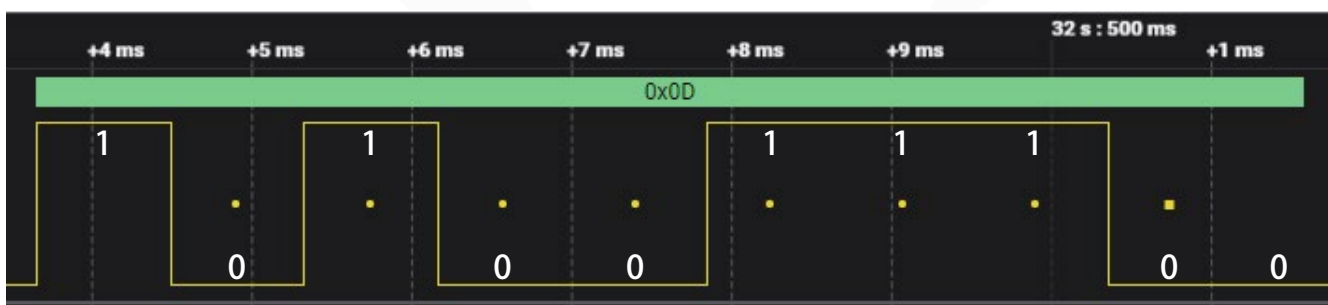 32 s : 500 ms
+4 ms +5 ms +6 ms +7 ms +8 ms +9 ms +1 ms
0x0D
1 1 1 1 1
0 0 0 0 0